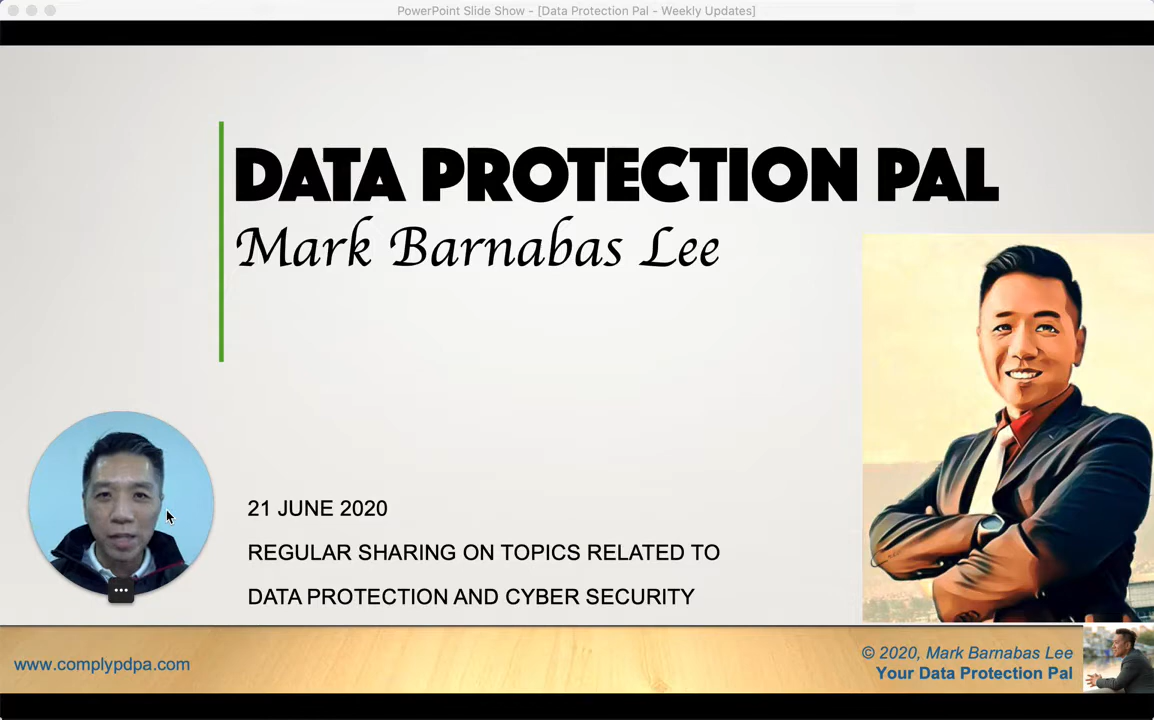 PowerPoint Slide Show - [Data Protection Pal - Weekly Updates]
DATA PROTECTION PAL
Mark Barnabas Lee
21 JUNE 2020
REGULAR SHARING ON TOPICS RELATED TO
DATA PROTECTION AND CYBER SECURITY
www.complypdpa.com
© 2020, Mark Barnabas Lee
Your Data Protection Pal